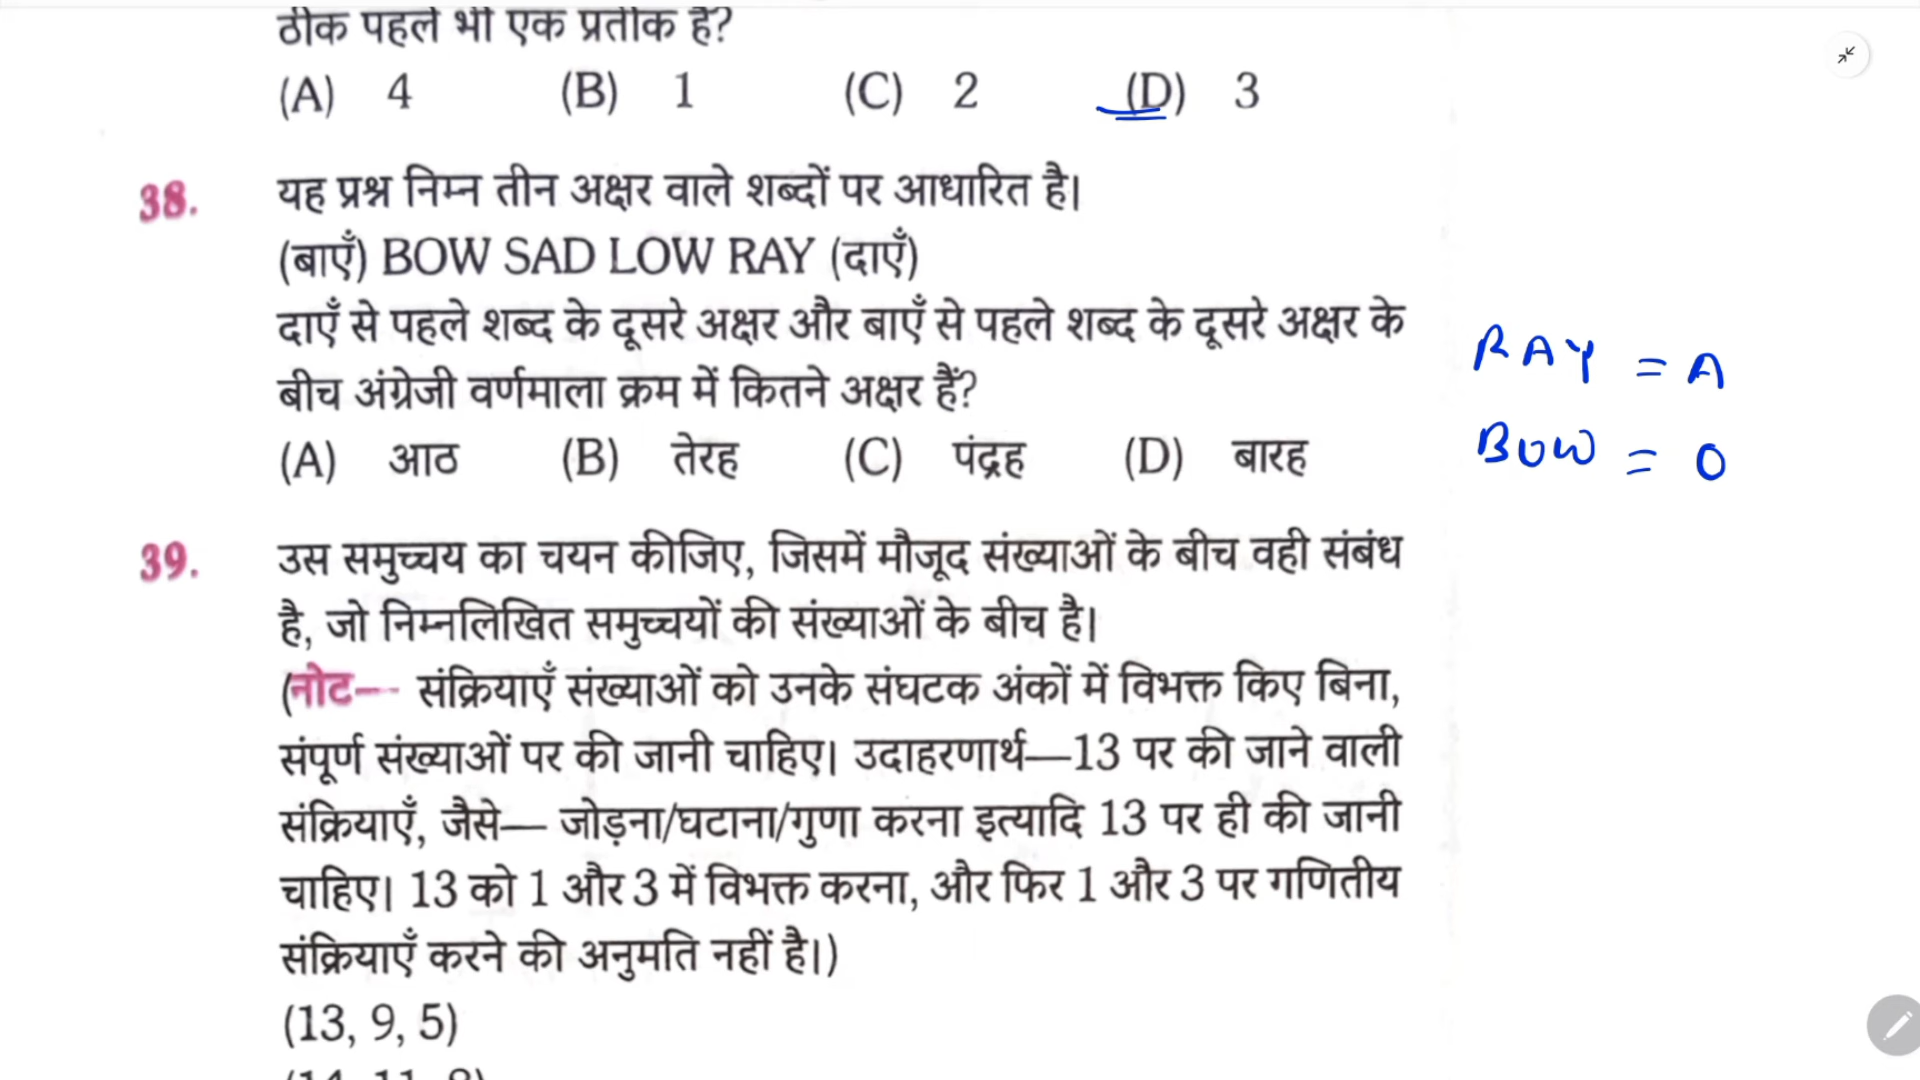 ठीक पहले भी एक प्रतीक है?
(A) 4 (B) 1 (C) 2 (D) 3
38. यह प्रश्न निम्न तीन अक्षर वाले शब्दों पर आधारित है।
(बाएँ) BOW SAD LOW RAY (दाएँ)
दाएँ से पहले शब्द के दूसरे अक्षर और बाएँ से पहले शब्द के दूसरे अक्षर के
बीच अंग्रेजी वर्णमाला क्रम में कितने अक्षर हैं?
RAY = A
BOW = O
(A) आठ (B) तेरह (C) पंद्रह (D) बारह
39. उस समुच्चय का चयन कीजिए, जिसमें मौजूद संख्याओं के बीच वही संबंध
है, जो निम्नलिखित समुच्चयों की संख्याओं के बीच है।
(नोट— संक्रियाएँ संख्याओं को उनके संघटक अंकों में विभक्त किए बिना,
संपूर्ण संख्याओं पर की जानी चाहिए। उदाहरणार्थ—13 पर की जाने वाली
संक्रियाएँ, जैसे— जोड़ना/घटाना/गुणा करना इत्यादि 13 पर ही की जानी
चाहिए। 13 को 1 और 3 में विभक्त करना, और फिर 1 और 3 पर गणितीय
संक्रियाएँ करने की अनुमति नहीं है।)
(13, 9, 5)